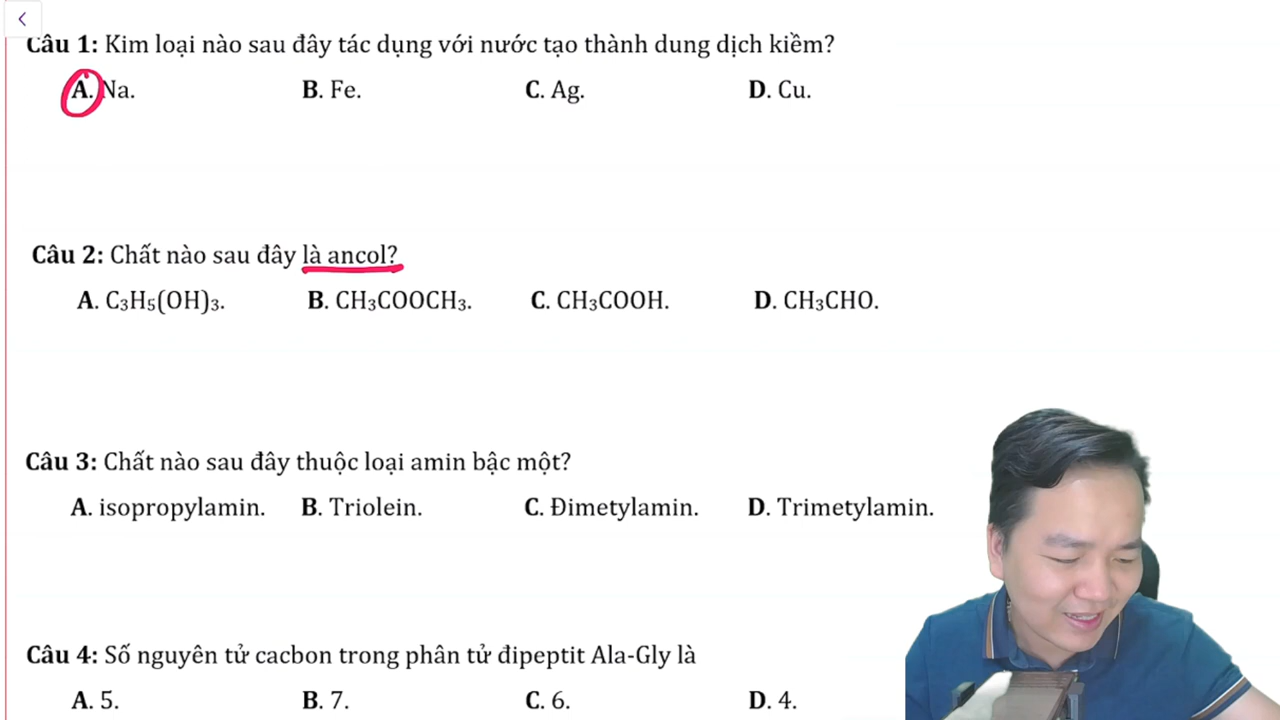 Câu 1: Kim loại nào sau đây tác dụng với nước tạo thành dung dịch kiềm?
A. Na. B. Fe. C. Ag. D. Cu.
Câu 2: Chất nào sau đây là ancol?
A. C₃H₅(OH)₃. B. CH₃COOCH₃. C. CH₃COOH. D. CH₃CHO.
Câu 3: Chất nào sau đây thuộc loại amin bậc một?
A. isopropylamin. B. Triolein. C. Đimetylamin. D. Trimetylamin.
Câu 4: Số nguyên tử cacbon trong phân tử đipeptit Ala-Gly là
A. 5. B. 7. C. 6. D. 4.